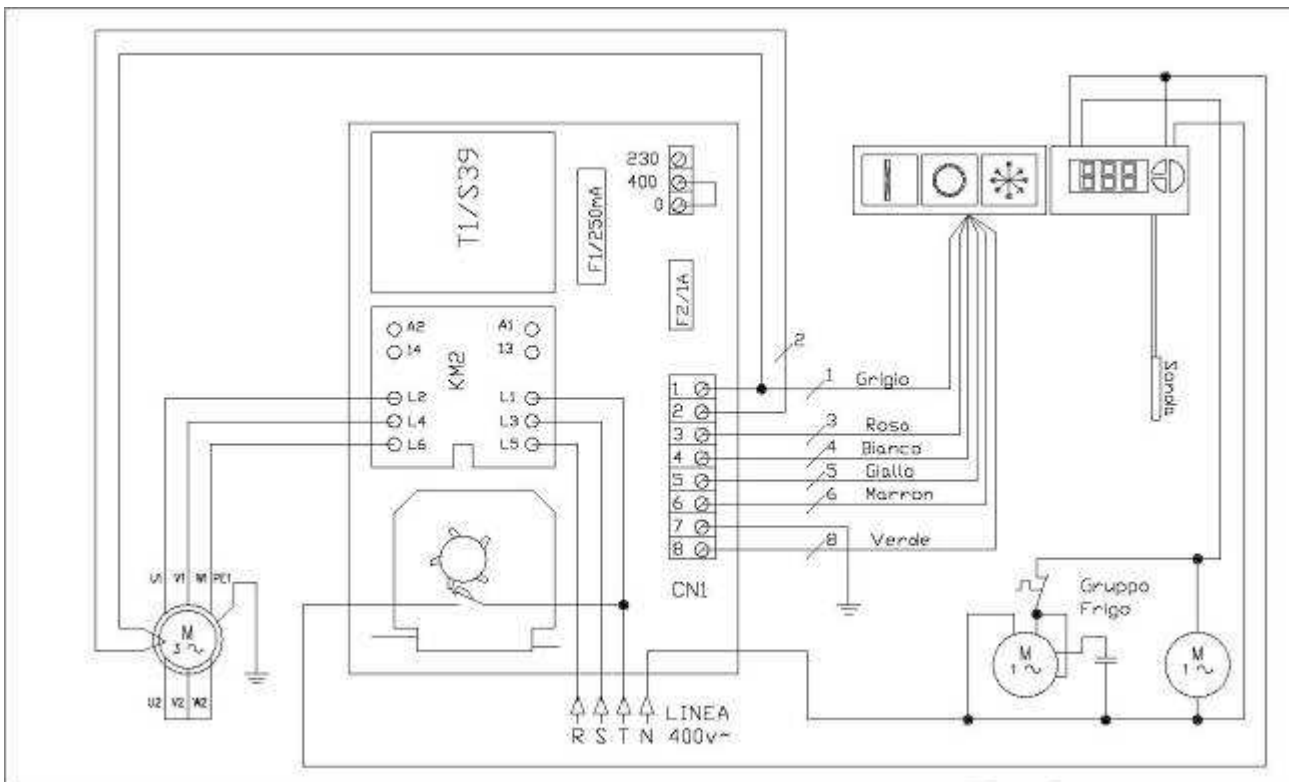 T1/S39
F1/250mA
230
400
0
F2/1A
A2
A1
14
13
KM2
L2
L1
L4
L3
L6
L5
1
2
3
4
5
6
7
8
CN1
2
1 Grigio
3 Rosa
4 Bianco
5 Giallo
6 Marron
8 Verde
Sonda
Gruppo
Frigo
U1 V1 W1 PE1
M
3~
U2 V2 W2
M
1~
M
1~
R S T N
LINEA
400v~